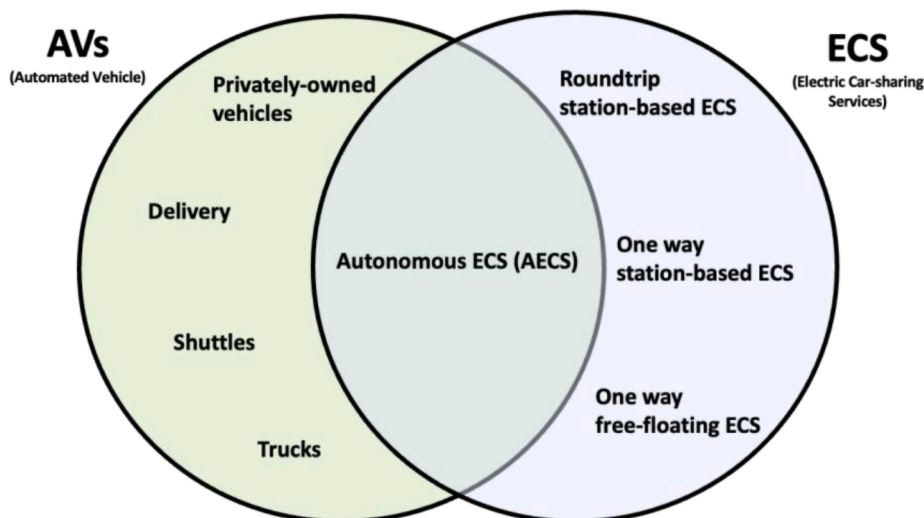 AVs
(Automated Vehicle)
ECS
(Electric Car-sharing
Services)
Privately-owned
vehicles
Delivery
Shuttles
Trucks
Autonomous ECS (AECS)
Roundtrip
station-based ECS
One way
station-based ECS
One way
free-floating ECS